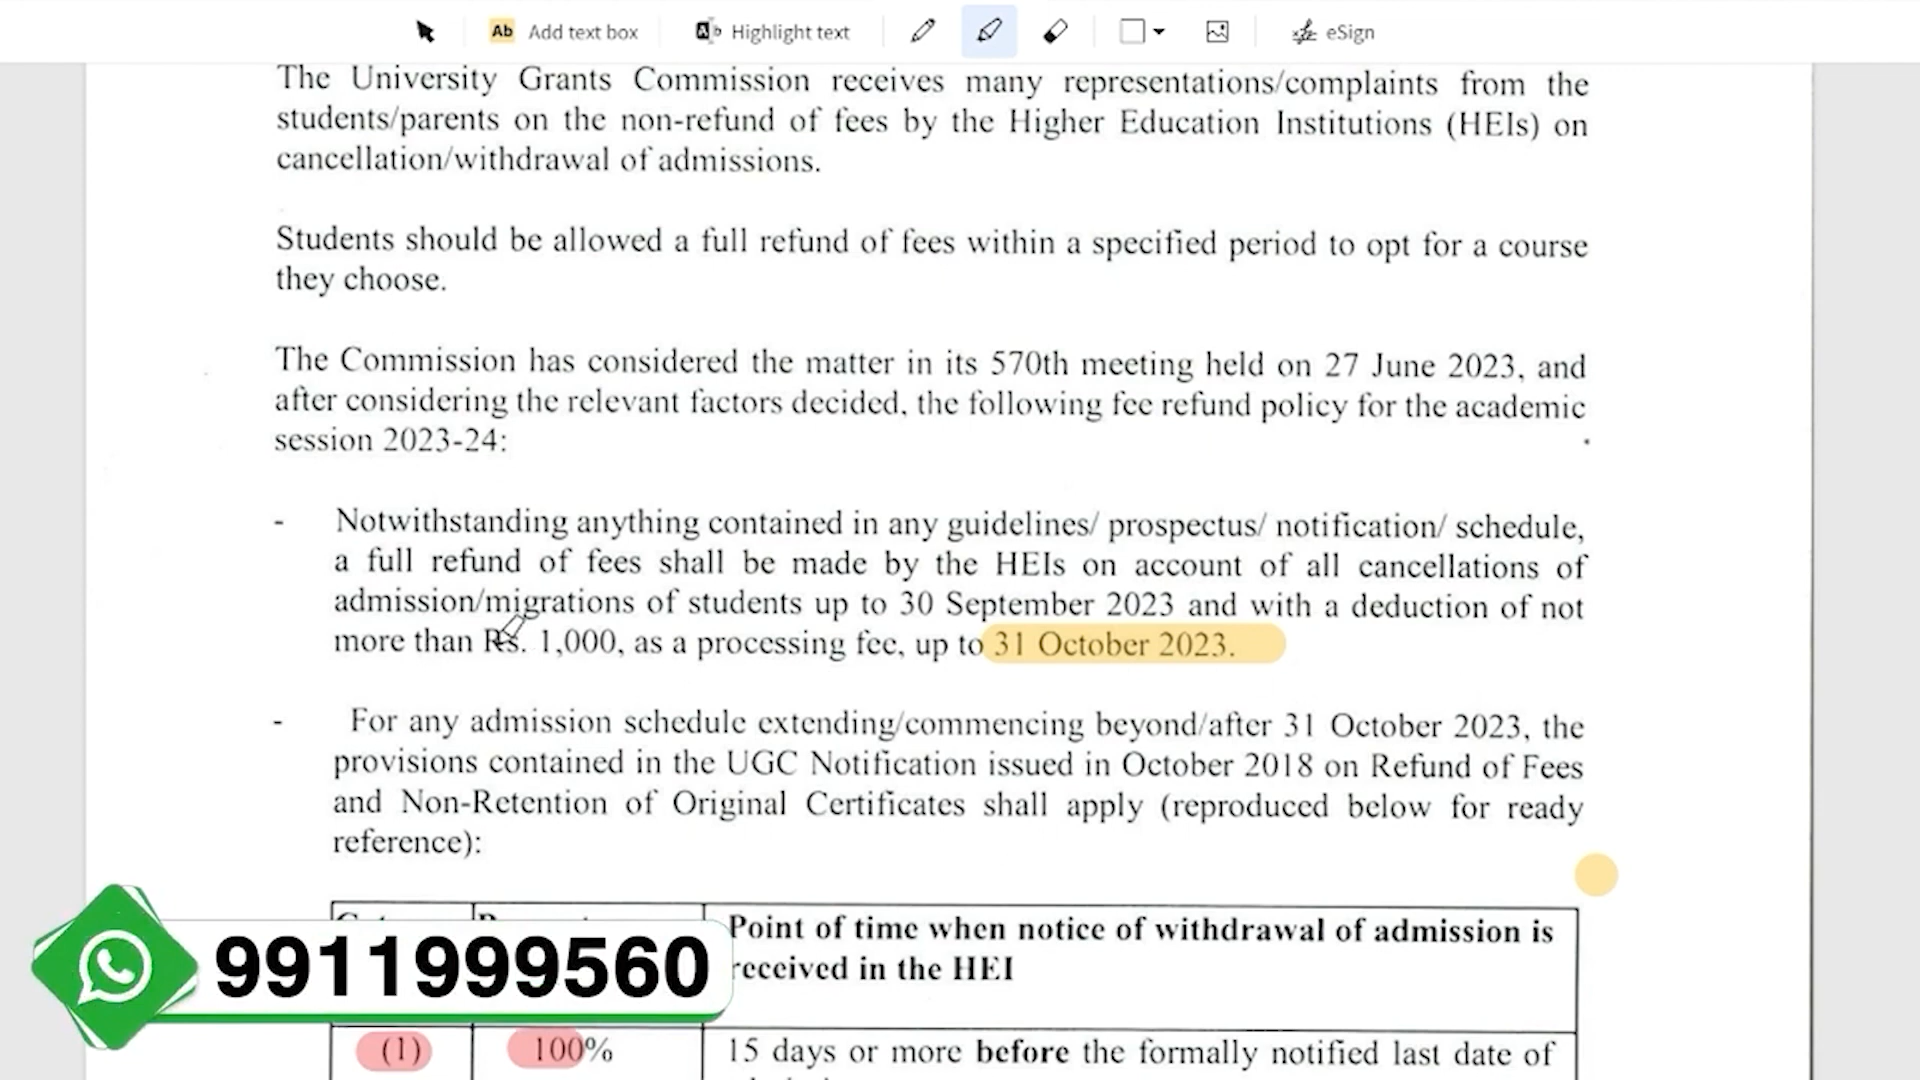 Ab Add text box Highlight text eSign
The University Grants Commission receives many representations/complaints from the
students/parents on the non-refund of fees by the Higher Education Institutions (HEIs) on
cancellation/withdrawal of admissions.
Students should be allowed a full refund of fees within a specified period to opt for a course
they choose.
The Commission has considered the matter in its 570th meeting held on 27 June 2023, and
after considering the relevant factors decided, the following fee refund policy for the academic
session 2023-24:
- Notwithstanding anything contained in any guidelines/ prospectus/ notification/ schedule,
a full refund of fees shall be made by the HEIs on account of all cancellations of
admission/migrations of students up to 30 September 2023 and with a deduction of not
more than Rs. 1,000, as a processing fee, up to 31 October 2023.
- For any admission schedule extending/commencing beyond/after 31 October 2023, the
provisions contained in the UGC Notification issued in October 2018 on Refund of Fees
and Non-Retention of Original Certificates shall apply (reproduced below for ready
reference):
Point of time when notice of withdrawal of admission is
received in the HEI
9911999560
(1) 100% 15 days or more before the formally notified last date of